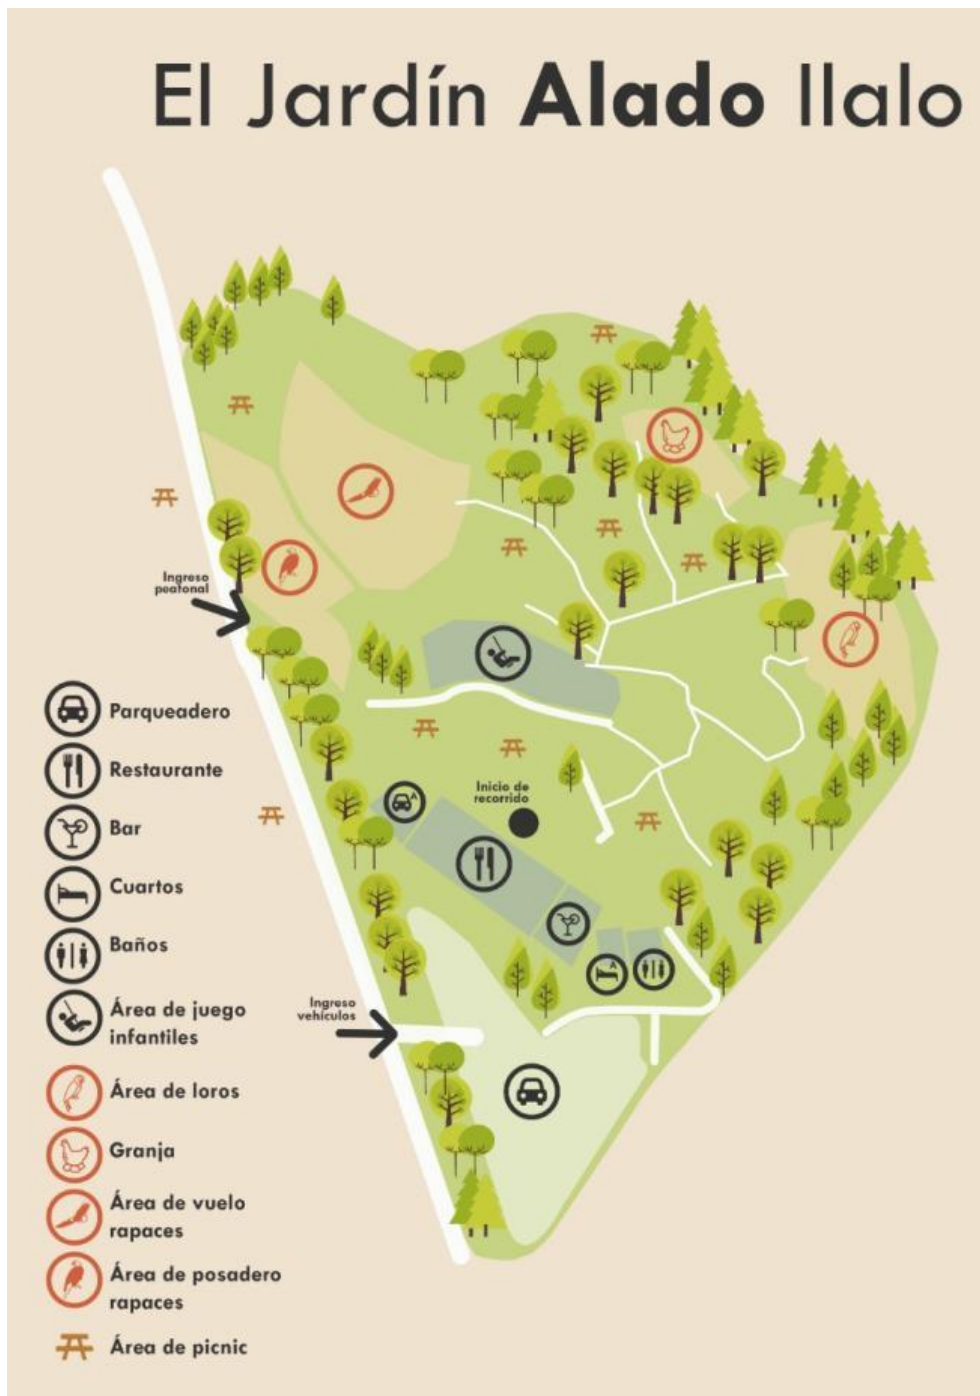 El Jardín Alado Ilalo
Ingreso
peatonal
Inicio de
recorrido
A
A
Ingreso
vehículos
Parqueadero
Restaurante
Bar
Cuartos
Baños
Área de juego
infantiles
Área de loros
Granja
Área de vuelo
rapaces
Área de posadero
rapaces
Área de picnic